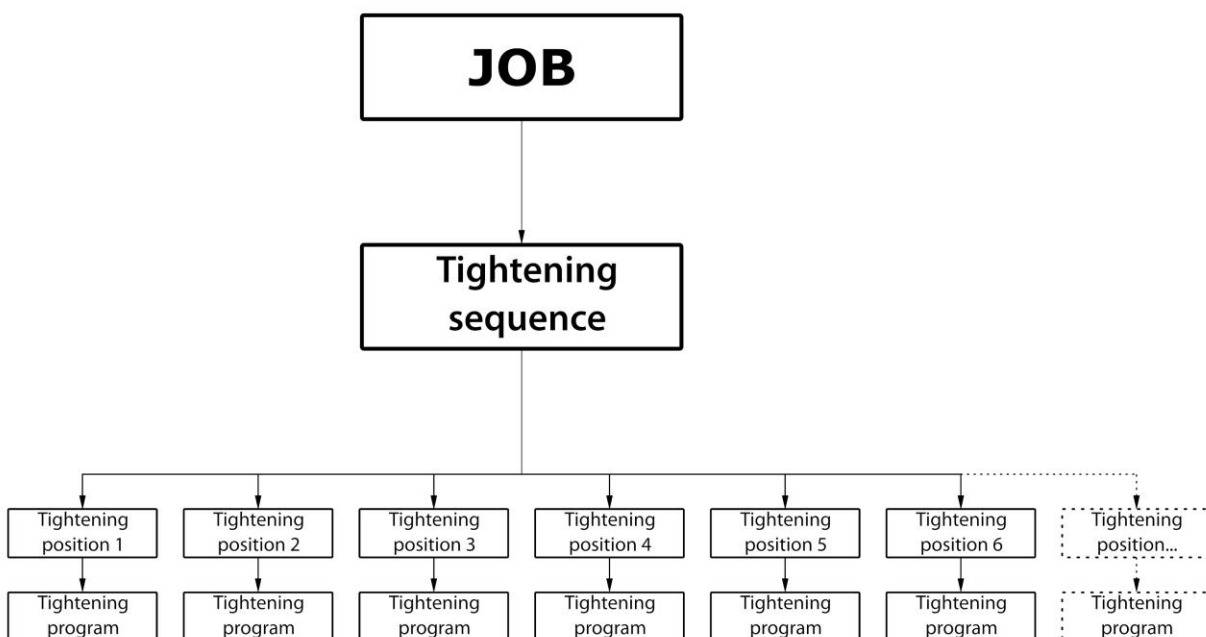 JOB
Tightening
sequence
Tightening
position 1
Tightening
position 2
Tightening
position 3
Tightening
position 4
Tightening
position 5
Tightening
position 6
Tightening
position...
Tightening
program
Tightening
program
Tightening
program
Tightening
program
Tightening
program
Tightening
program
Tightening
program